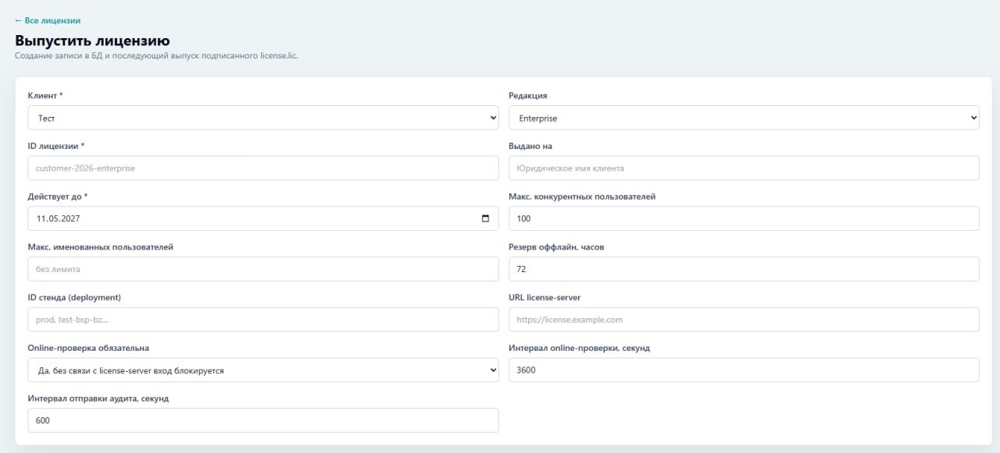 ← Все лицензии
Выпустить лицензию
Создание записи в БД и последующий выпуск подписанного license.lic.
Клиент *
Тест
Редакция
Enterprise
ID лицензии *
customer-2026-enterprise
Выдано на
Юридическое имя клиента
Действует до *
11.05.2027
Макс. конкурентных пользователей
100
Макс. именованных пользователей
без лимита
Резерв оффлайн, часов
72
ID стенда (deployment)
prod, test-bsp-bz...
URL license-server
https://license.example.com
Online-проверка обязательна
Да, без связи с license-server вход блокируется
Интервал online-проверки, секунд
3600
Интервал отправки аудита, секунд
600